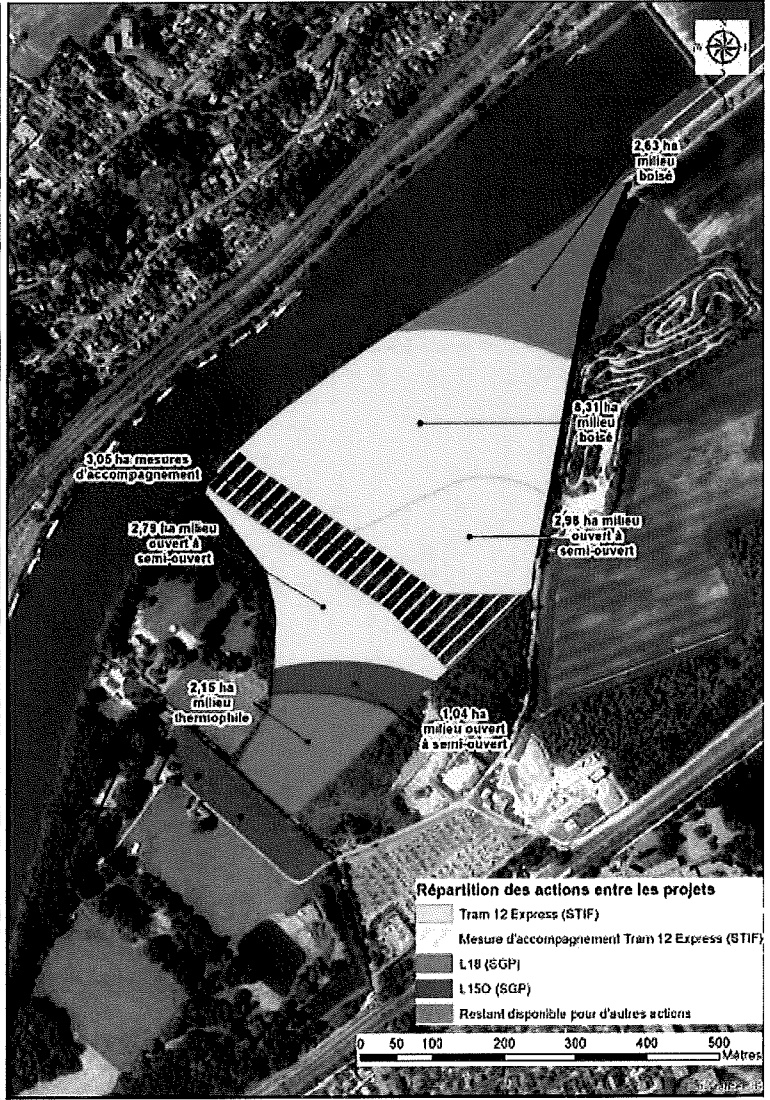 2,63 ha
milieu
boisé
8,31 ha
milieu
boisé
3,05 ha mesures
d'accompagnement
2,79 ha milieu
ouvert à
semi-ouvert
2,98 ha milieu
ouvert à
semi-ouvert
2,15 ha
milieu
thermophile
1,04 ha
milieu ouvert
à semi-ouvert
Répartition des actions entre les projets
Tram 12 Express (STIF)
Mesure d'accompagnement Tram 12 Express (STIF)
L18 (SGP)
L15O (SGP)
Restant disponible pour d'autres actions
0 50 100 200 300 400 500
Mètres